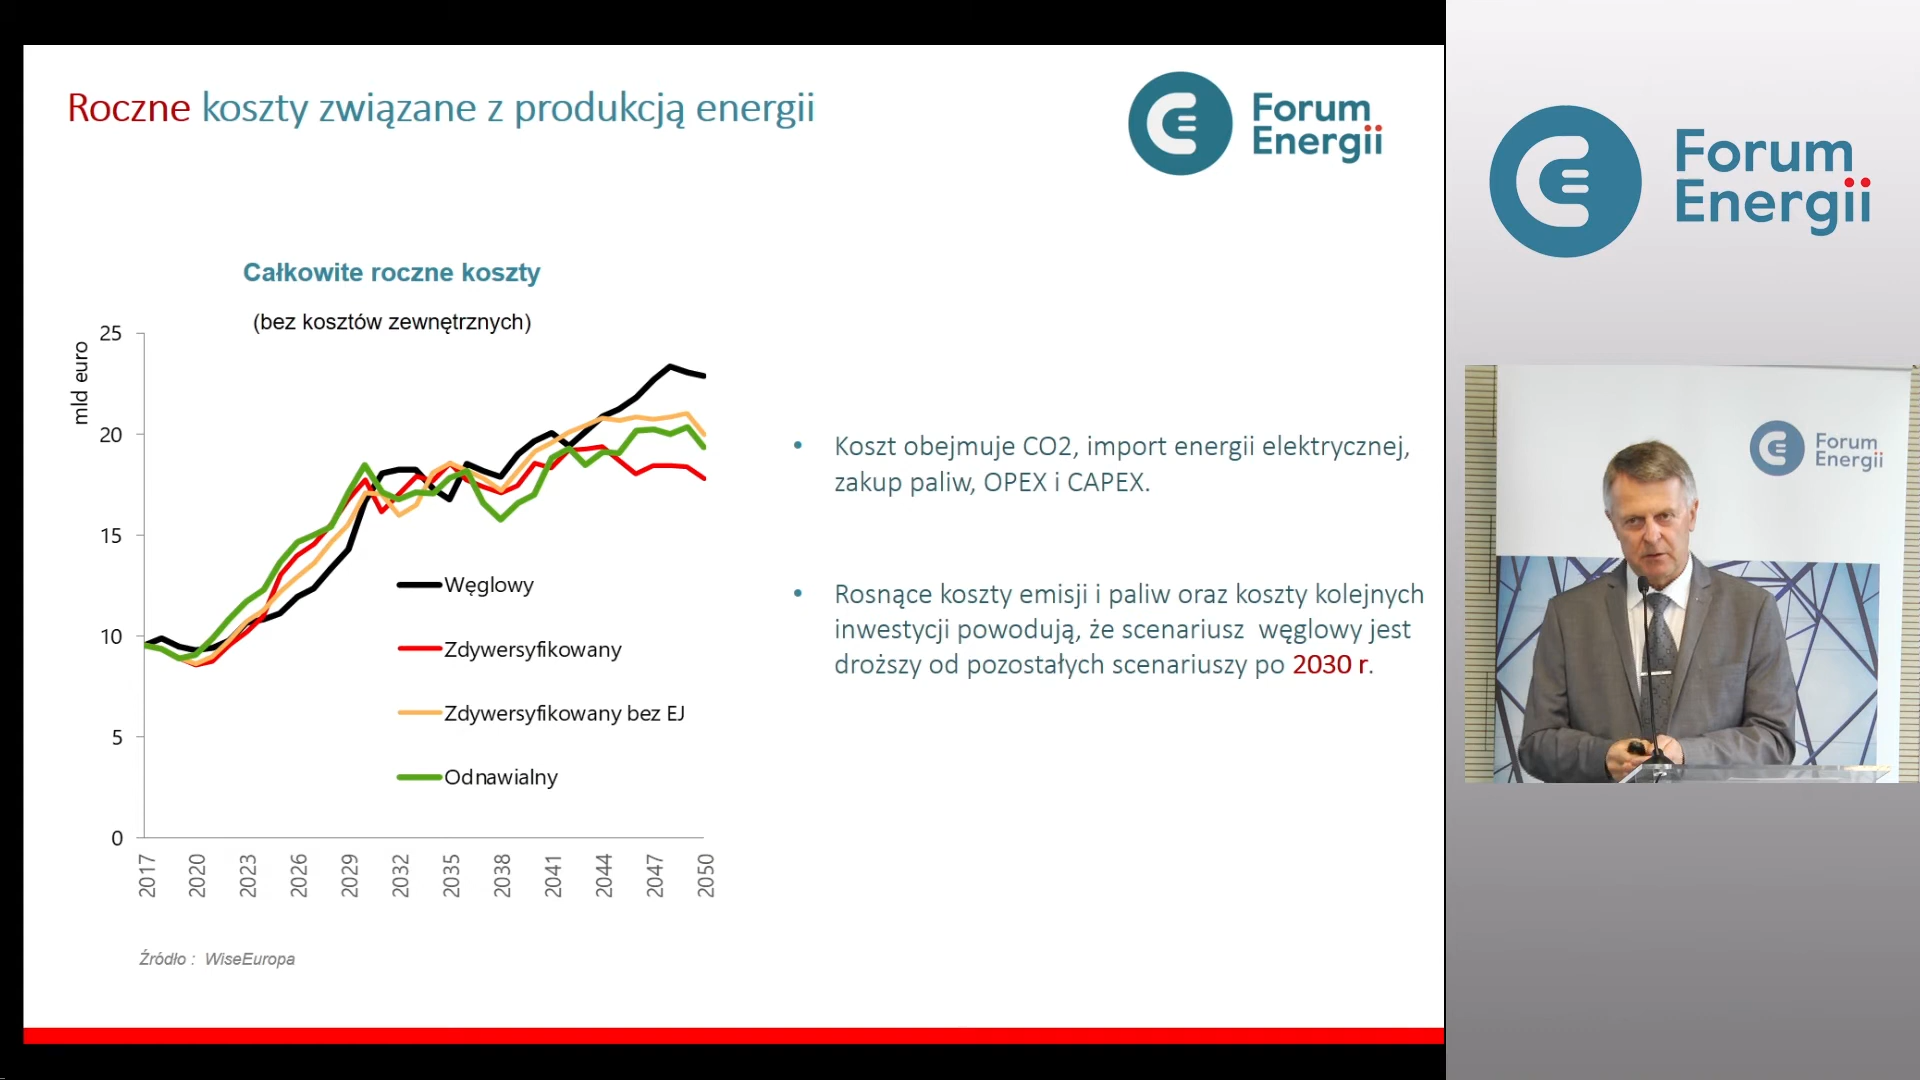 Roczne koszty związane z produkcją energii
Forum
Energii
Całkowite roczne koszty
(bez kosztów zewnętrznych)
mld euro
25
20
15
10
5
0
Węglowy
Zdywersyfikowany
Zdywersyfikowany bez EJ
Odnawialny
2017 2020 2023 2026 2029 2032 2035 2038 2041 2044 2047 2050
Źródło : WiseEuropa
• Koszt obejmuje CO2, import energii elektrycznej,
zakup paliw, OPEX i CAPEX.
• Rosnące koszty emisji i paliw oraz koszty kolejnych
inwestycji powodują, że scenariusz węglowy jest
droższy od pozostałych scenariuszy po 2030 r.
Forum
Energii
Forum
Energii